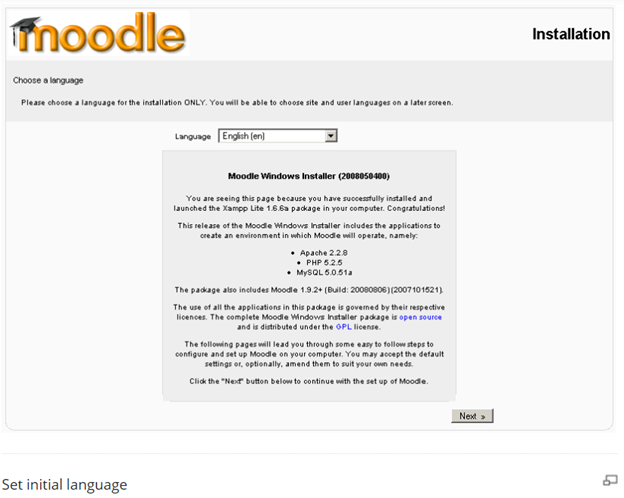 moodle
Installation
Choose a language
Please choose a language for the installation ONLY. You will be able to choose site and user languages on a later screen.
Language English (en)
Moodle Windows Installer (2008050400)
You are seeing this page because you have successfully installed and
launched the Xampp Lite 1.6.6a package in your computer. Congratulations!
This release of the Moodle Windows Installer includes the applications to
create an environment in which Moodle will operate, namely:
• Apache 2.2.8
• PHP 5.2.5
• MySQL 5.0.51a
The package also includes Moodle 1.9.2+ (Build: 20080806)(2007101521).
The use of all the applications in this package is governed by their respective
licences. The complete Moodle Windows Installer package is open source
and is distributed under the GPL license.
The following pages will lead you through some easy to follow steps to
configure and set up Moodle on your computer. You may accept the default
settings or, optionally, amend them to suit your own needs.
Click the "Next" button below to continue with the set up of Moodle.
Next »
Set initial language